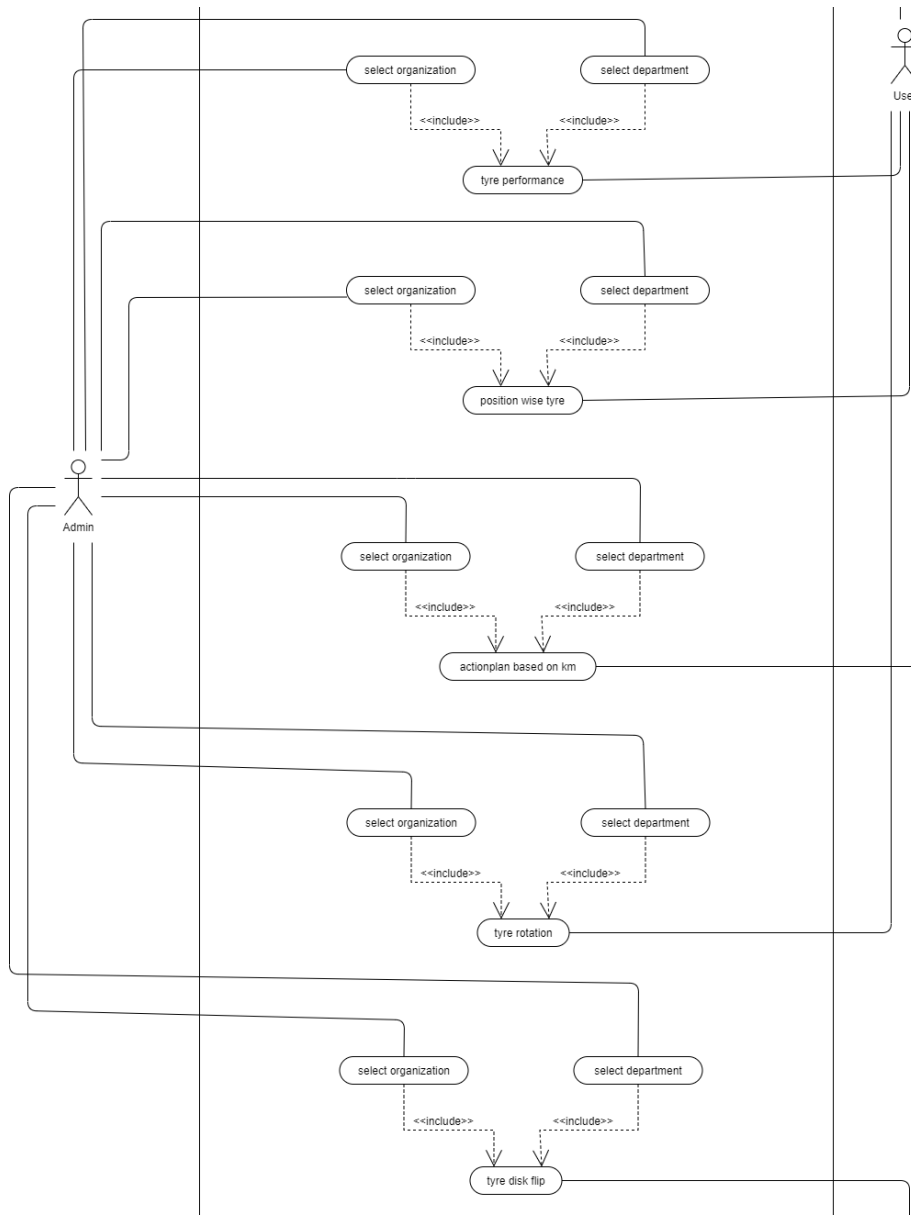 select organization
select department
Use
<<include>>
<<include>>
tyre performance
select organization
select department
<<include>>
<<include>>
position wise tyre
Admin
select organization
select department
<<include>>
<<include>>
actionplan based on km
select organization
select department
<<include>>
<<include>>
tyre rotation
select organization
select department
<<include>>
<<include>>
tyre disk flip